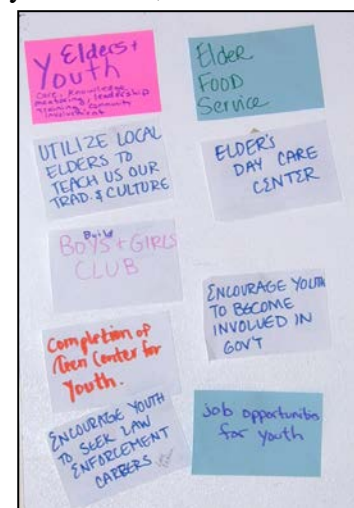 Elders +
Youth
Care, Knowledge,
mentoring, leadership
training, community
involvement
UTILIZE LOCAL
ELDERS TO
TEACH US OUR
TRAD. & CULTURE
Build
BOYS + GIRLS
CLUB
Completion of
Teen Center for
Youth.
ENCOURAGE YOUTH
TO SEEK LAW
ENFORCEMENT
CAREERS
Elder
FOOD
Service
ELDER'S
DAY CARE
CENTER
ENCOURAGE YOUTH
TO BECOME
INVOLVED IN
GOV'T
Job opportunities
for youth